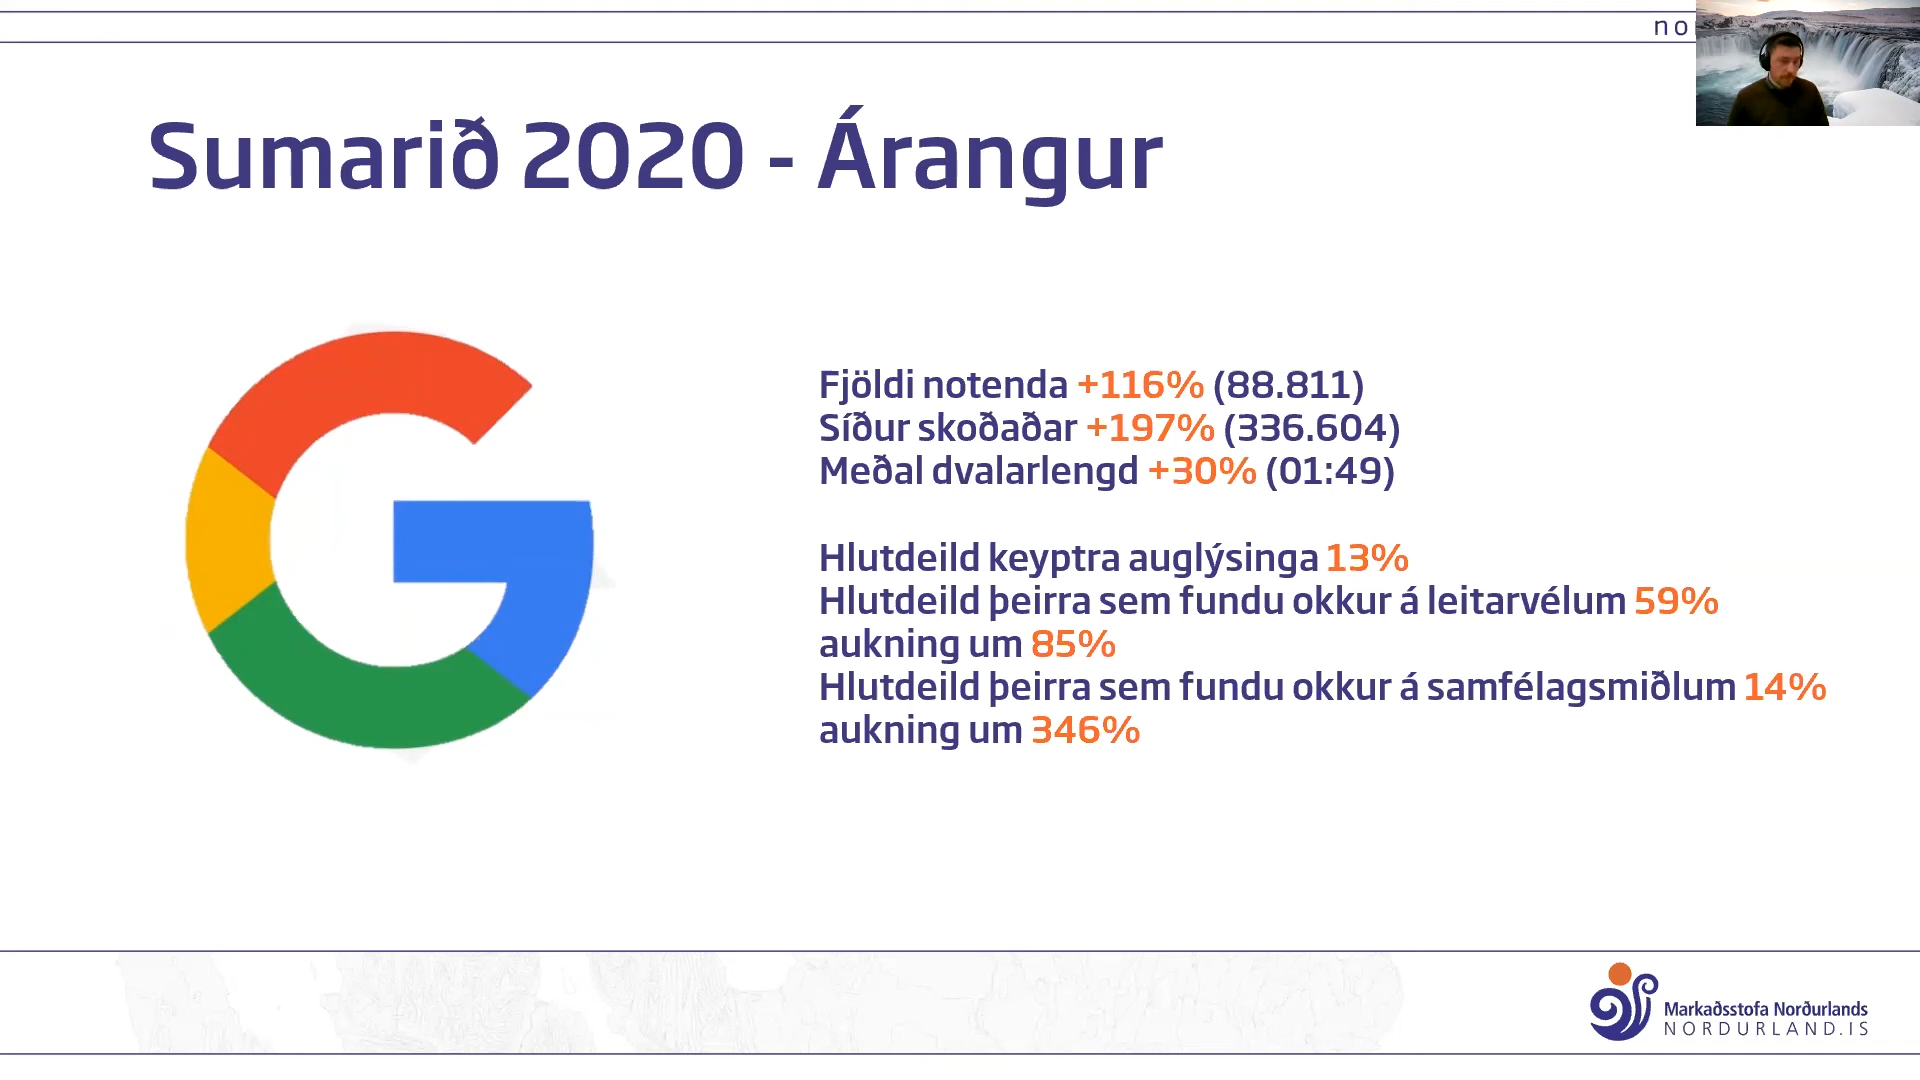 Sumarið 2020 - Árangur
Fjöldi notenda +116% (88.811)
Síður skoðaðar +197% (336.604)
Meðal dvalarlengd +30% (01:49)
Hlutdeild keyptra auglýsinga 13%
Hlutdeild þeirra sem fundu okkur á leitarvélum 59%
aukning um 85%
Hlutdeild þeirra sem fundu okkur á samfélagsmiðlum 14%
aukning um 346%
Markaðsstofa Norðurlands
NORDURLAND.IS